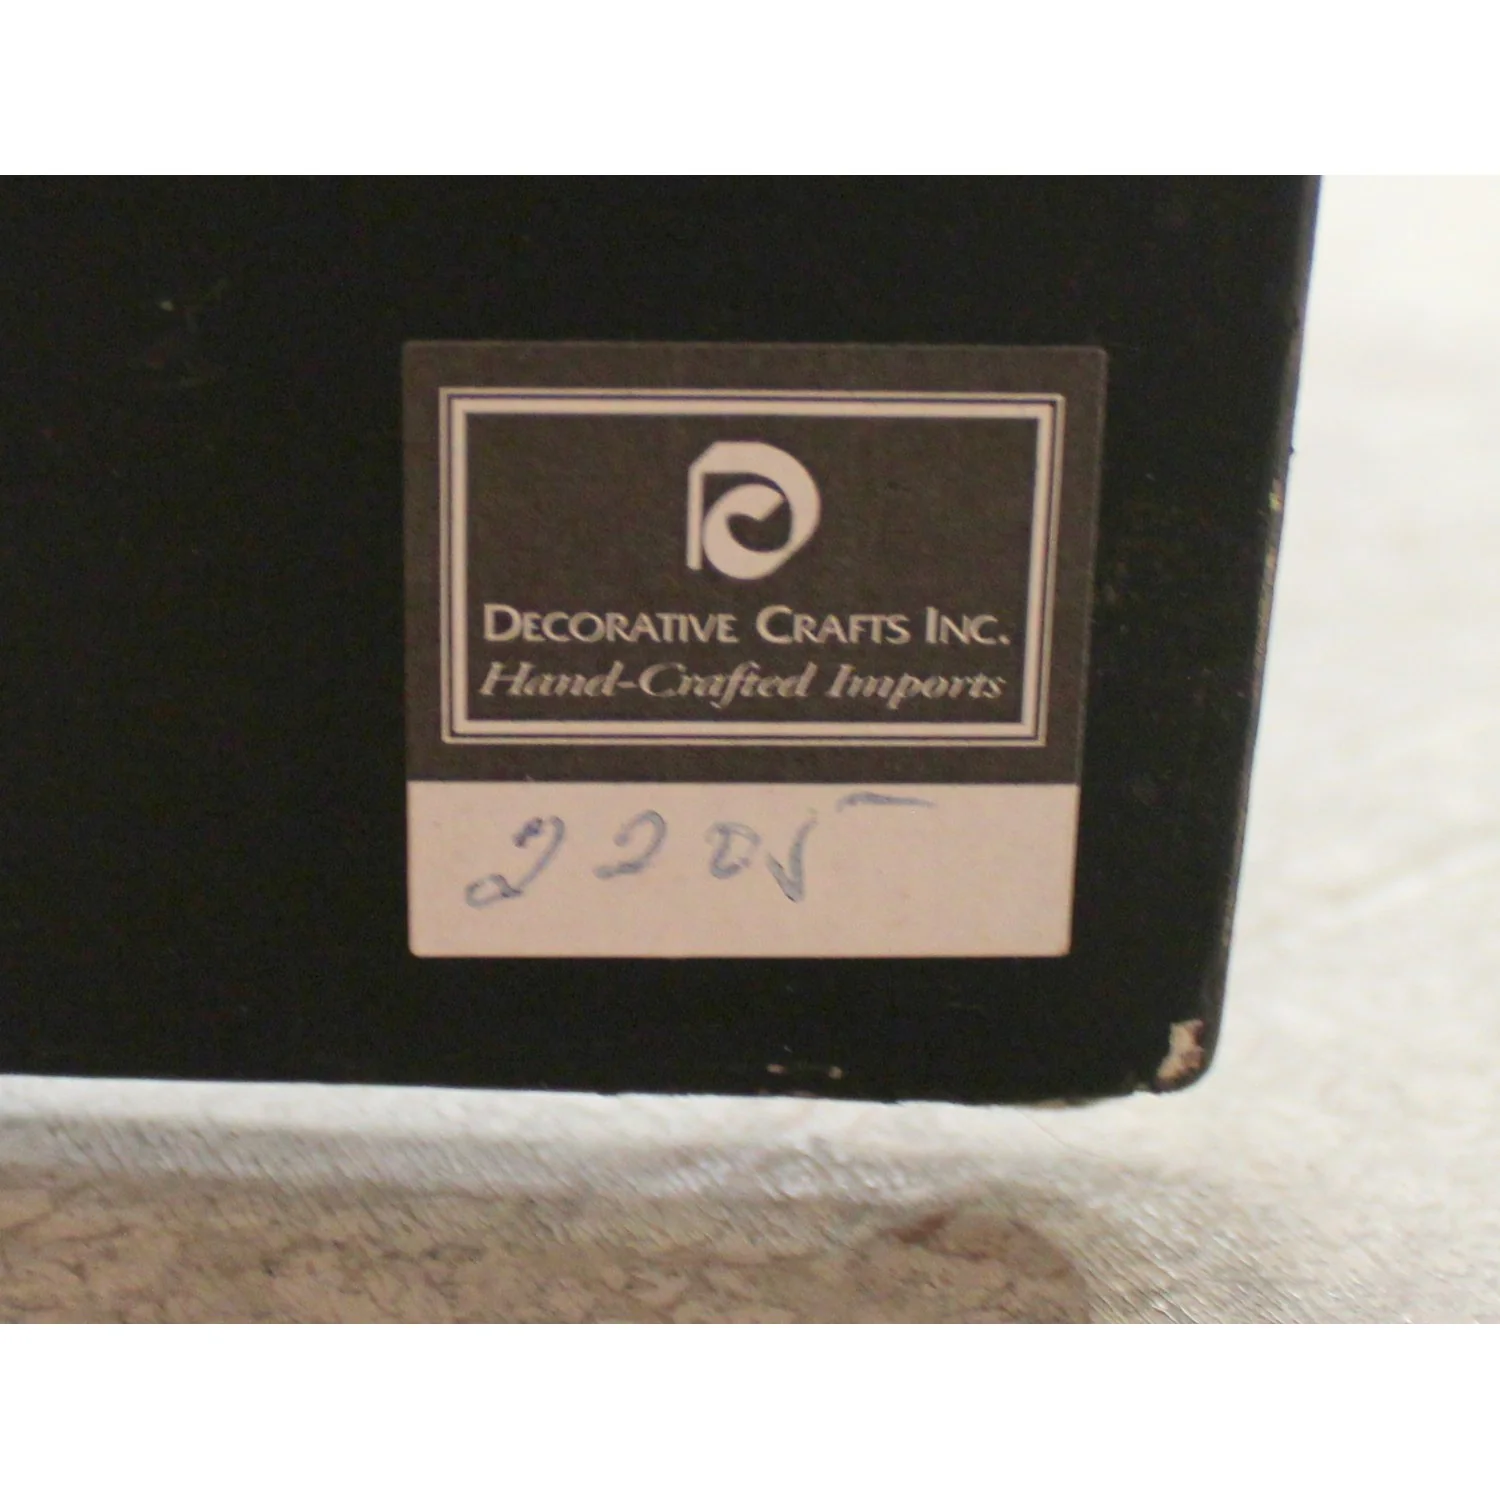 DECORATIVE CRAFTS INC.
Hand-Crafted Imports
2205